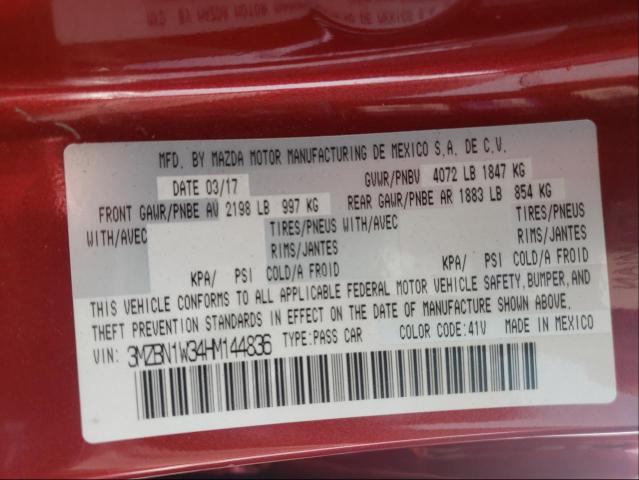 MFD. BY MAZDA MOTOR MANUFACTURING DE MEXICO S.A. DE C.V.
DATE 03/17 GVWR/PNBV 4072 LB 1847 KG
FRONT GAWR/PNBE AV 2198 LB 997 KG REAR GAWR/PNBE AR 1883 LB 854 KG
WITH/AVEC TIRES/PNEUS WITH/AVEC TIRES/PNEUS
RIMS/JANTES RIMS/JANTES
KPA/ PSI COLD/A FROID KPA/ PSI COLD/A FROID
THIS VEHICLE CONFORMS TO ALL APPLICABLE FEDERAL MOTOR VEHICLE SAFETY, BUMPER, AND
THEFT PREVENTION STANDARDS IN EFFECT ON THE DATE OF MANUFACTURE SHOWN ABOVE.
VIN: 3MZBN1W34HM144836 TYPE:PASS CAR COLOR CODE:41V MADE IN MEXICO